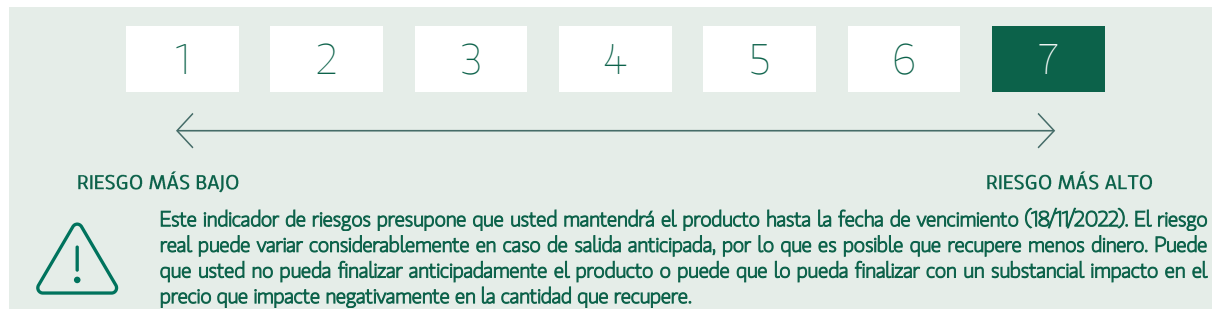 1 2 3 4 5 6 7
RIESGO MÁS BAJO RIESGO MÁS ALTO
Este indicador de riesgos presupone que usted mantendrá el producto hasta la fecha de vencimiento (18/11/2022). El riesgo
real puede variar considerablemente en caso de salida anticipada, por lo que es posible que recupere menos dinero. Puede
que usted no pueda finalizar anticipadamente el producto o puede que lo pueda finalizar con un substancial impacto en el
precio que impacte negativamente en la cantidad que recupere.